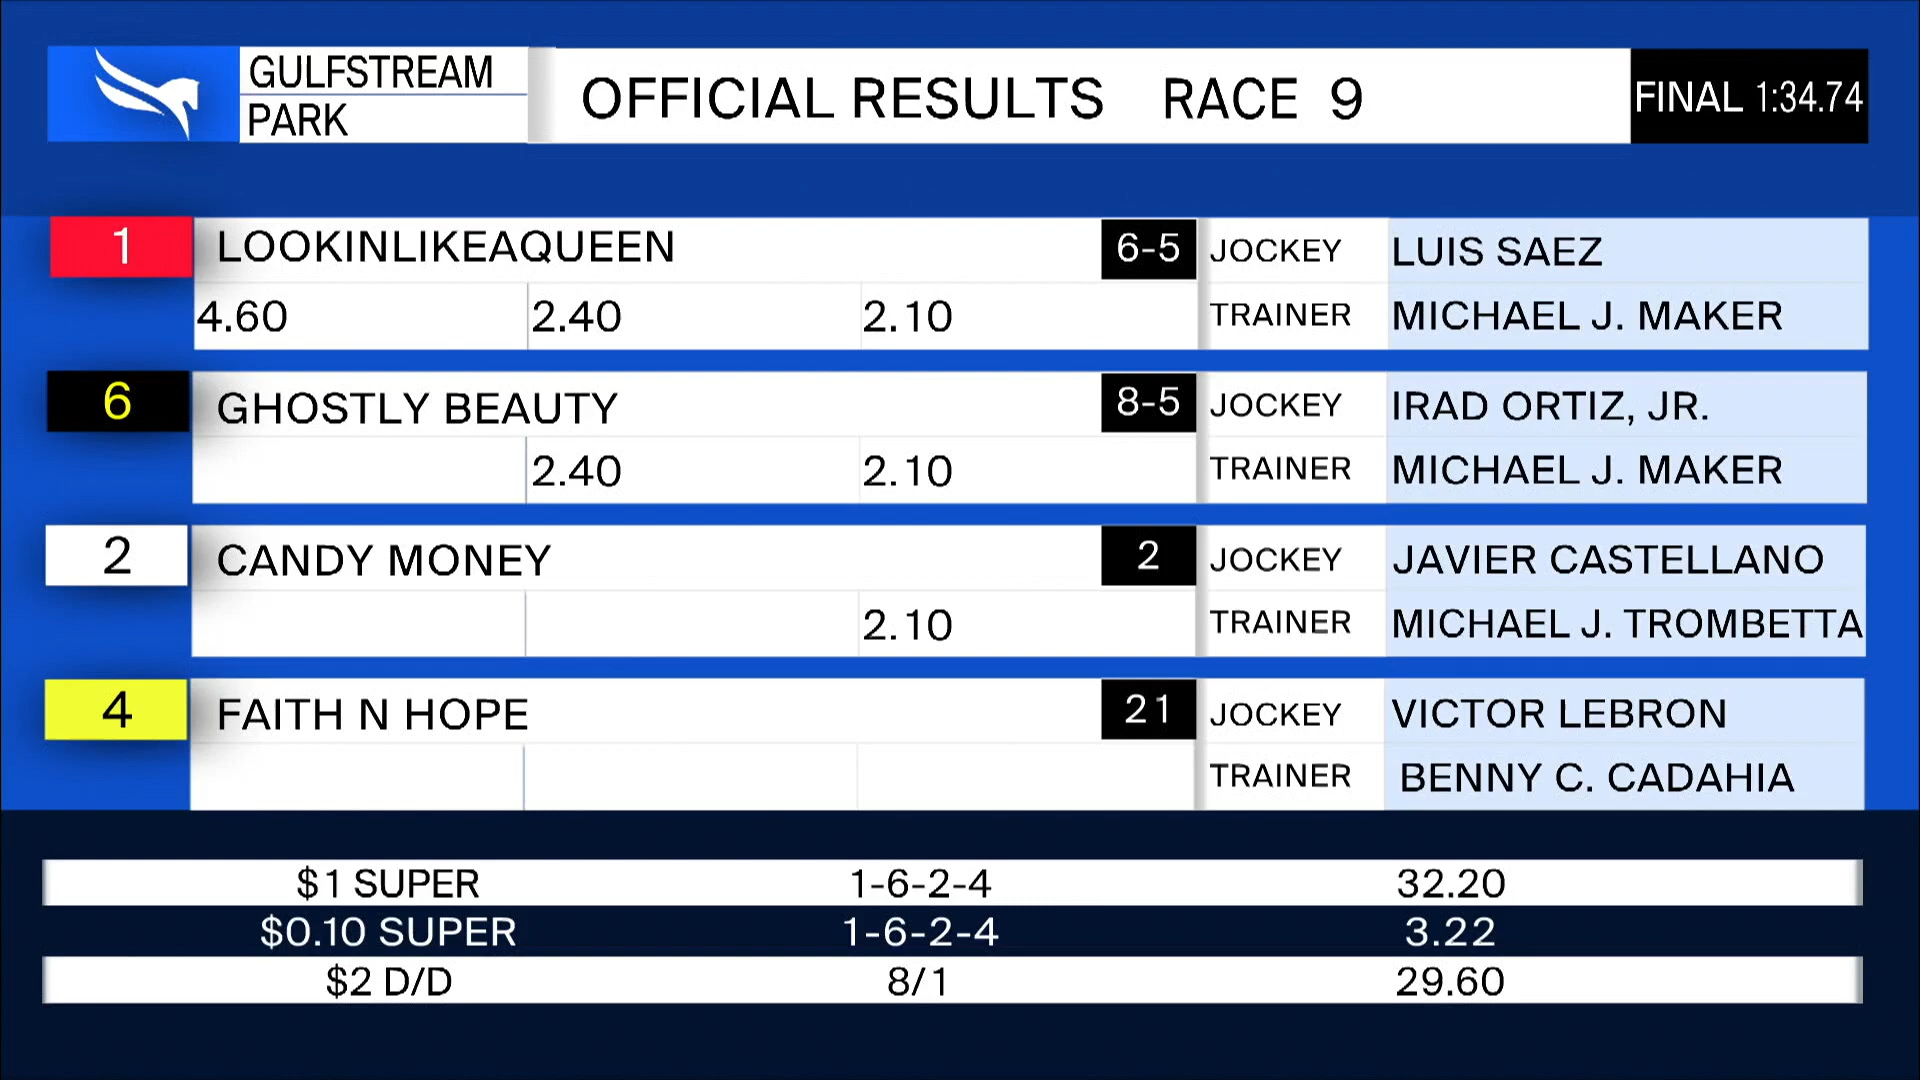 GULFSTREAM
PARK
OFFICIAL RESULTS RACE 9
FINAL 1:34.74
1 LOOKINLIKEAQUEEN 6-5 JOCKEY LUIS SAEZ
4.60 2.40 2.10 TRAINER MICHAEL J. MAKER
6 GHOSTLY BEAUTY 8-5 JOCKEY IRAD ORTIZ, JR.
2.40 2.10 TRAINER MICHAEL J. MAKER
2 CANDY MONEY 2 JOCKEY JAVIER CASTELLANO
2.10 TRAINER MICHAEL J. TROMBETTA
4 FAITH N HOPE 21 JOCKEY VICTOR LEBRON
TRAINER BENNY C. CADAHIA
$1 SUPER 1-6-2-4 32.20
$0.10 SUPER 1-6-2-4 3.22
$2 D/D 8/1 29.60